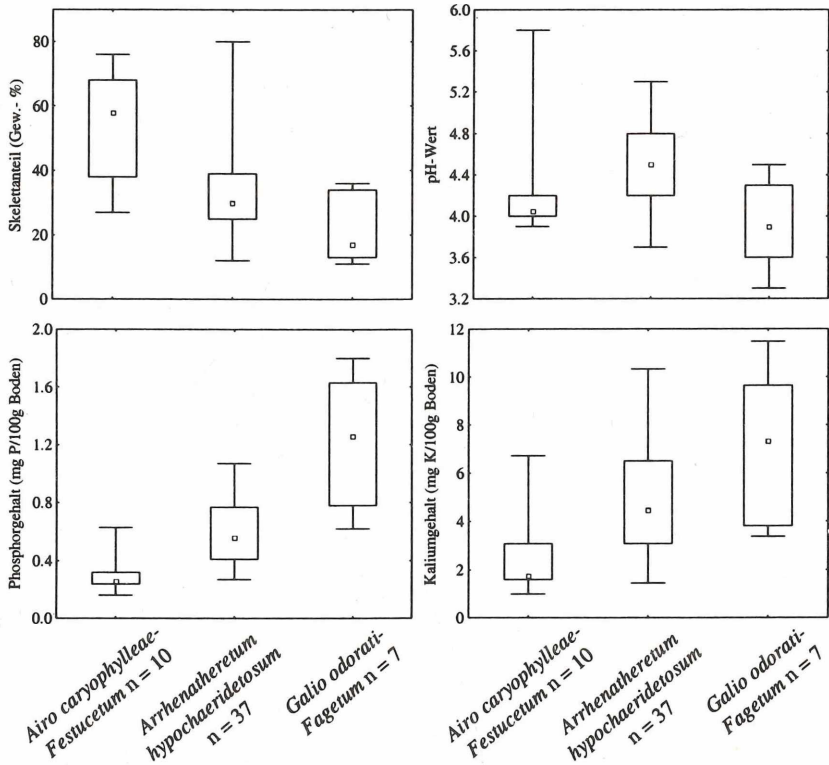 Skelettanteil (Gew.- %)
80
60
40
20
0
pH-Wert
6.0
5.6
5.2
4.8
4.4
4.0
3.6
3.2
Phosphorgehalt (mg P/100g Boden)
2.0
1.6
1.2
0.8
0.4
0.0
Kaliumgehalt (mg K/100g Boden)
12
10
8
6
4
2
0
Airo caryophylleae-
Festucetum n = 10
Arrhenatheretum
hypochaeridetosum
n = 37
Galio odorati-
Fagetum n = 7
Airo caryophylleae-
Festucetum n = 10
Arrhenatheretum
hypochaeridetosum
n = 37
Galio odorati-
Fagetum n = 7